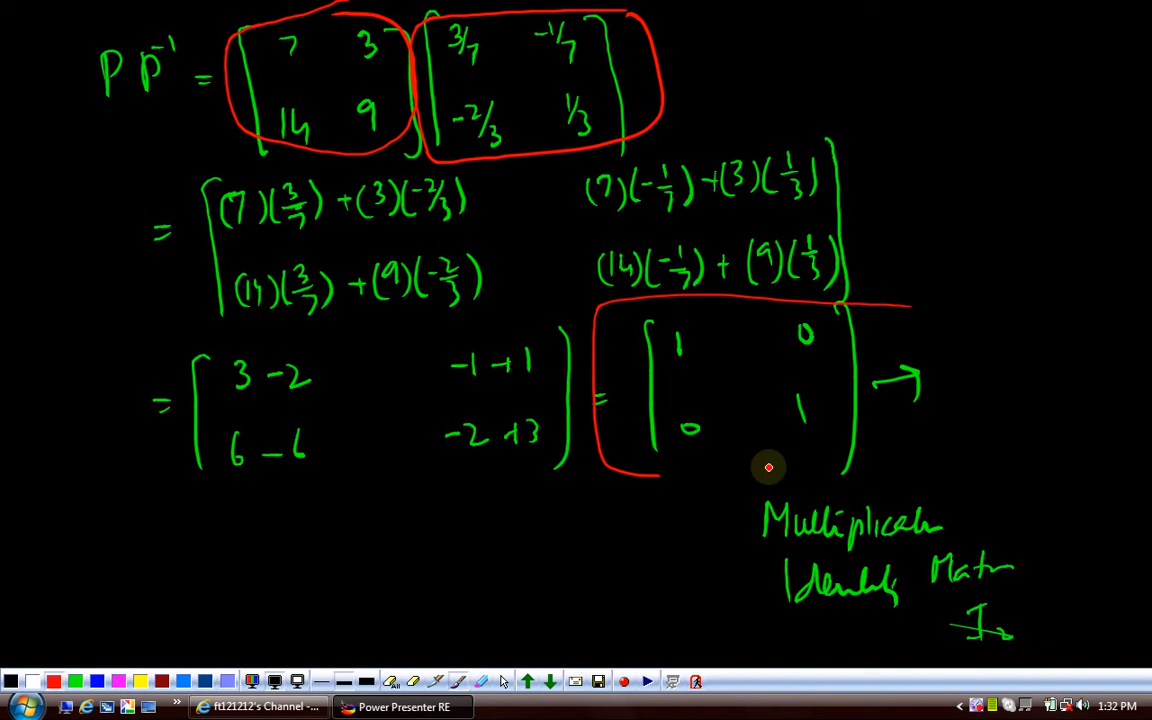 P P⁻¹ = [ 7 3 ] [ 3/7 -1/7 ]
[ 14 9 ] [ -2/3 1/3 ]
= [ (7)(3/7) + (3)(-2/3) (7)(-1/7) + (3)(1/3) ]
[ (14)(3/7) + (9)(-2/3) (14)(-1/7) + (9)(1/3) ]
= [ 3 - 2 -1 + 1 ] = [ 1 0 ] →
[ 6 - 6 -2 + 3 ] [ 0 1 ]
Multiplicatn
Identity Matrx
I₂
ft121212's Channel -... Power Presenter RE 1:32 PM